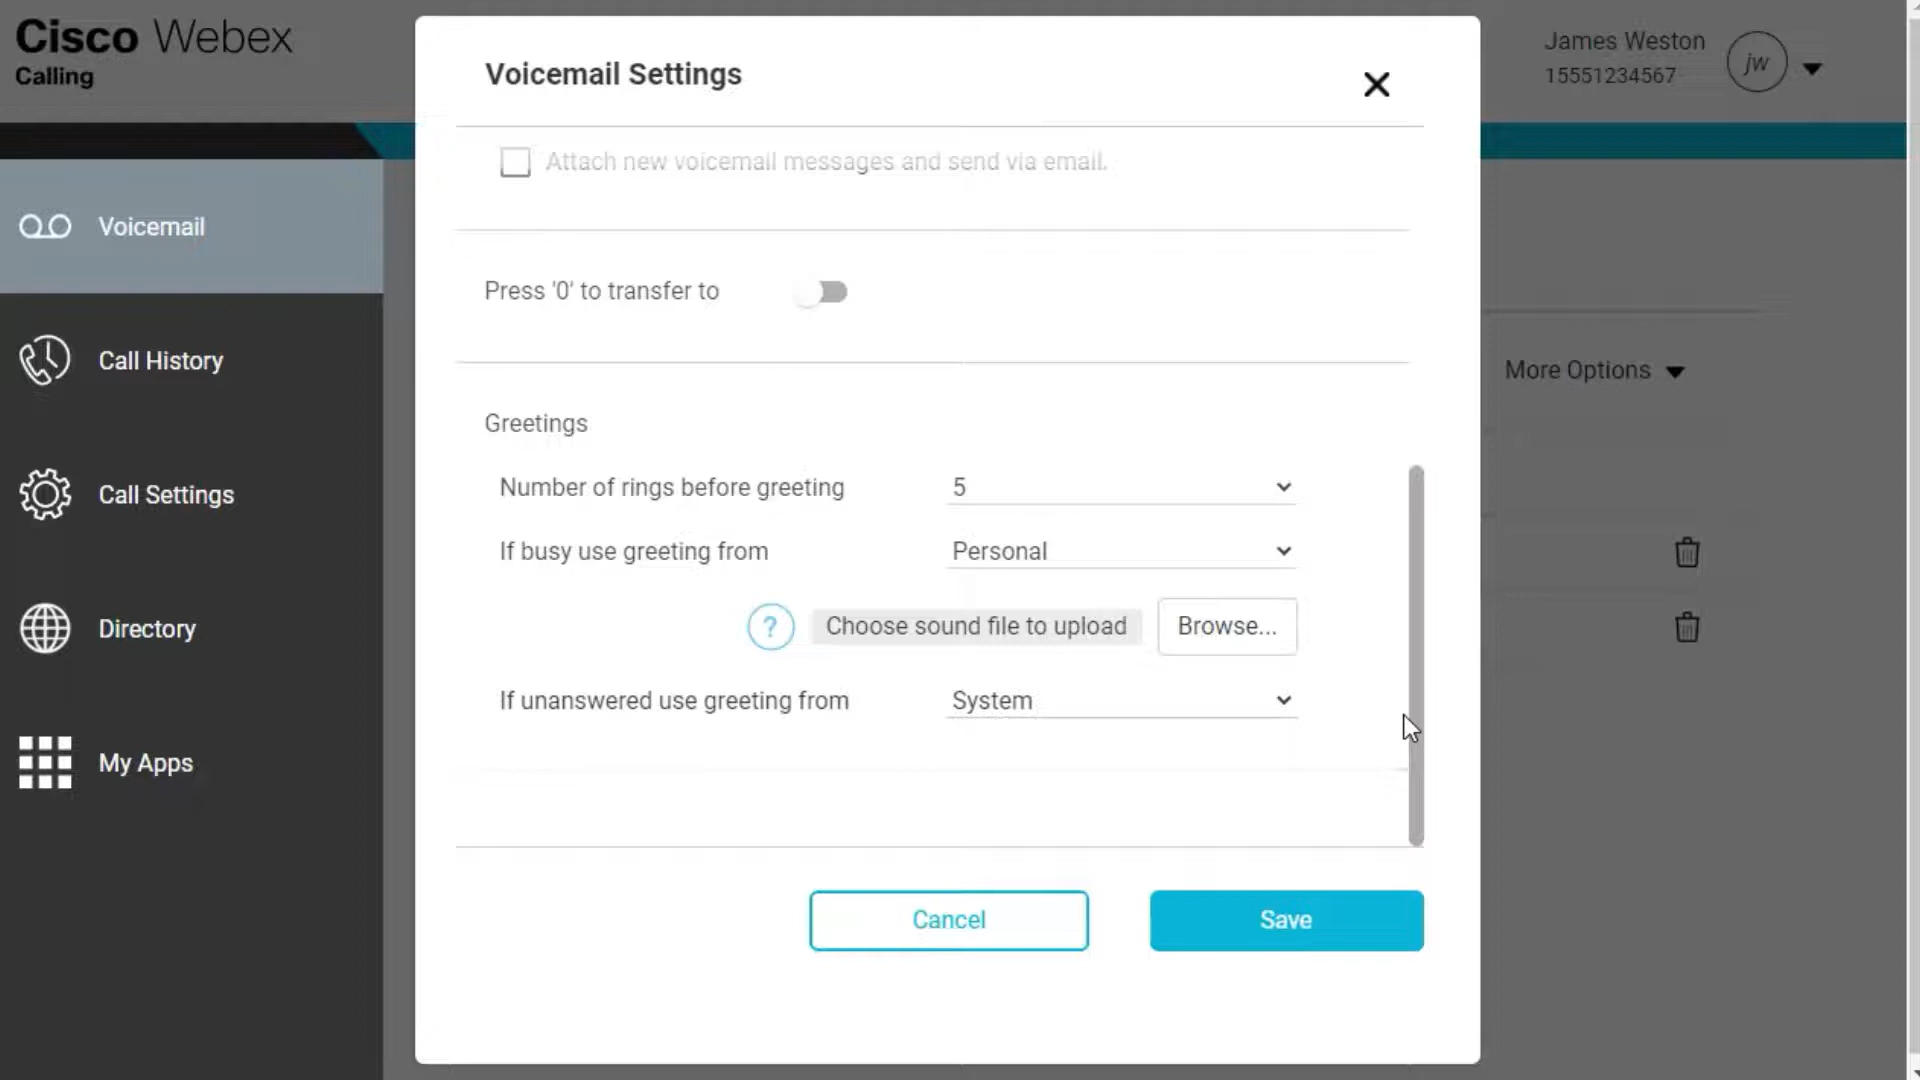 Cisco Webex
Calling
James Weston
15551234567
jw
Voicemail
Call History
Call Settings
Directory
My Apps
More Options
Voicemail Settings
Attach new voicemail messages and send via email.
Press '0' to transfer to
Greetings
Number of rings before greeting 5
If busy use greeting from Personal
? Choose sound file to upload Browse...
If unanswered use greeting from System
Cancel Save